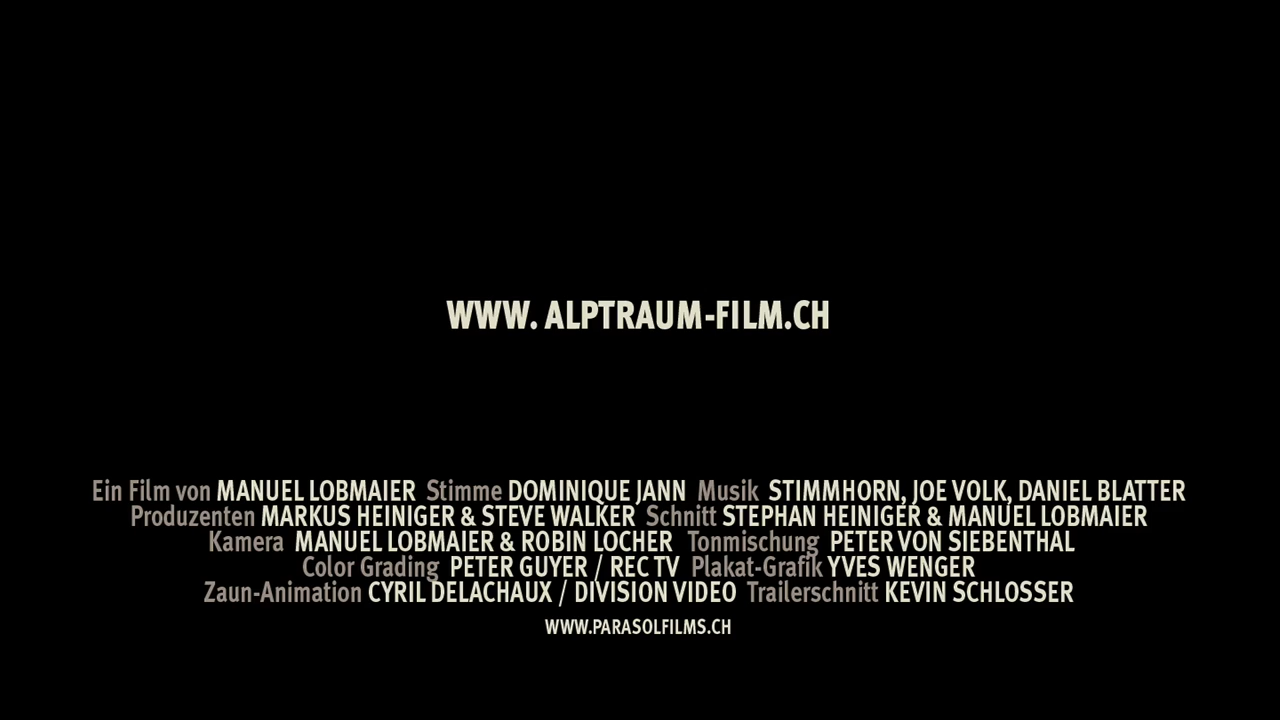 WWW. ALPTRAUM-FILM.CH
Ein Film von MANUEL LOBMAIER Stimme DOMINIQUE JANN Musik STIMMHORN, JOE VOLK, DANIEL BLATTER
Produzenten MARKUS HEINIGER & STEVE WALKER Schnitt STEPHAN HEINIGER & MANUEL LOBMAIER
Kamera MANUEL LOBMAIER & ROBIN LOCHER Tonmischung PETER VON SIEBENTHAL
Color Grading PETER GUYER / REC TV Plakat-Grafik YVES WENGER
Zaun-Animation CYRIL DELACHAUX / DIVISION VIDEO Trailerschnitt KEVIN SCHLOSSER
WWW.PARASOLFILMS.CH